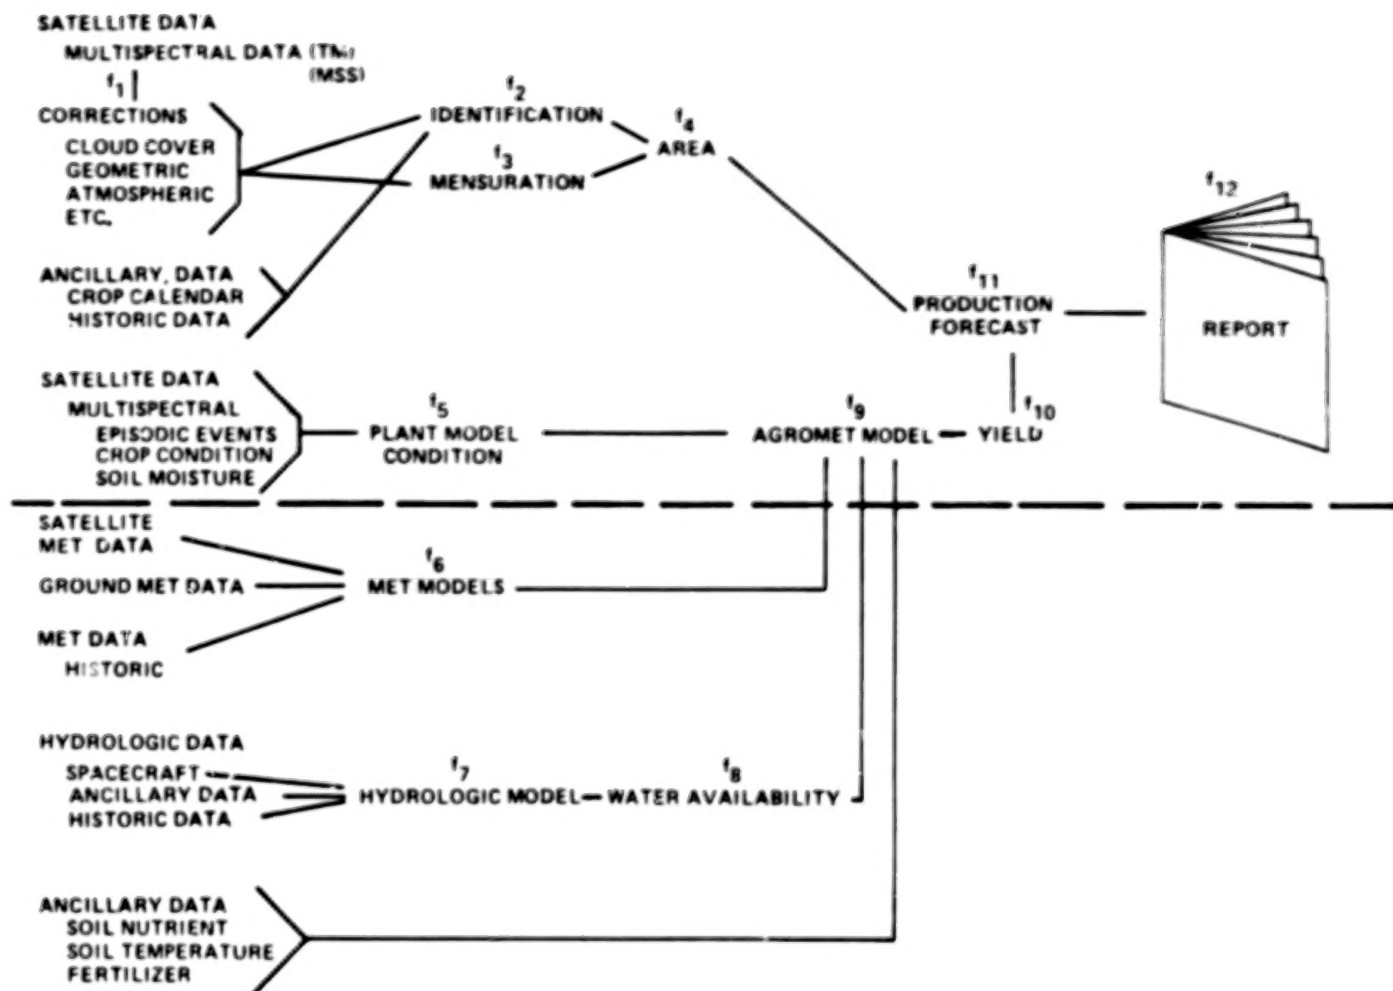 SATELLITE DATA
MULTISPECTRAL DATA (TM)
(MSS)
f1
CORRECTIONS
CLOUD COVER
GEOMETRIC
ATMOSPHERIC
ETC.
f2
IDENTIFICATION
f3
MENSURATION
f4
AREA
ANCILLARY, DATA
CROP CALENDAR
HISTORIC DATA
f11
PRODUCTION
FORECAST
f12
REPORT
SATELLITE DATA
MULTISPECTRAL
EPISODIC EVENTS
CROP CONDITION
SOIL MOISTURE
f5
PLANT MODEL
CONDITION
f9
AGROMET MODEL
f10
YIELD
SATELLITE
MET DATA
GROUND MET DATA
MET DATA
HISTORIC
f6
MET MODELS
HYDROLOGIC DATA
SPACECRAFT
ANCILLARY DATA
HISTORIC DATA
f7
HYDROLOGIC MODEL
f8
WATER AVAILABILITY
ANCILLARY DATA
SOIL NUTRIENT
SOIL TEMPERATURE
FERTILIZER